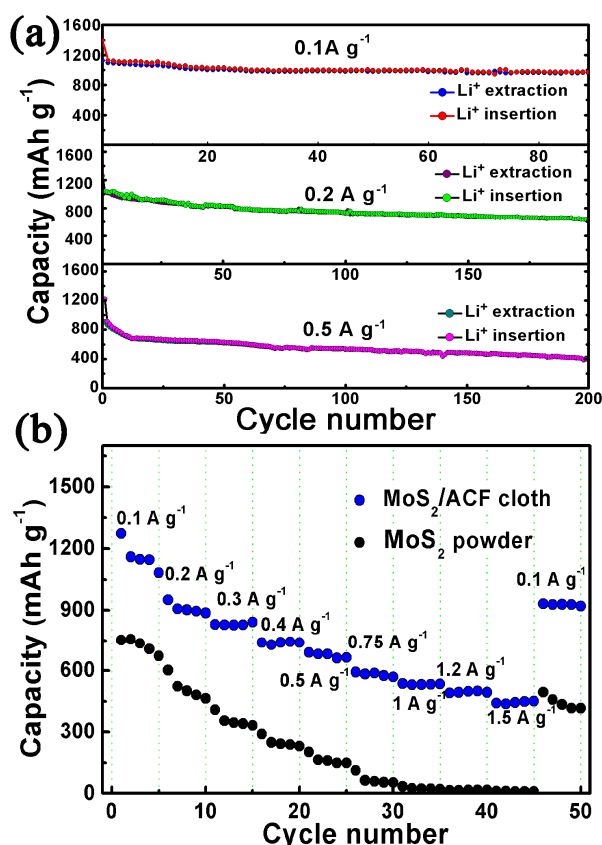 (a)
1600
1200
800
400
0.1A g⁻¹
Li⁺ extraction
Li⁺ insertion
20 40 60 80
1600
1200
800
400
0.2 A g⁻¹
Li⁺ extraction
Li⁺ insertion
50 75 100 125 150 175 200
1600
1200
800
400
0
0.5 A g⁻¹
Li⁺ extraction
Li⁺ insertion
0 50 100 150 200
Capacity (mAh g⁻¹)
Cycle number
(b)
1500
1200
900
600
300
0
Capacity (mAh g⁻¹)
MoS₂/ACF cloth
MoS₂ powder
0.1 A g⁻¹
0.2 A g⁻¹
0.3 A g⁻¹
0.4 A g⁻¹
0.5 A g⁻¹
0.75 A g⁻¹
1 A g⁻¹
1.2 A g⁻¹
1.5 A g⁻¹
0.1 A g⁻¹
0 10 20 30 40 50
Cycle number